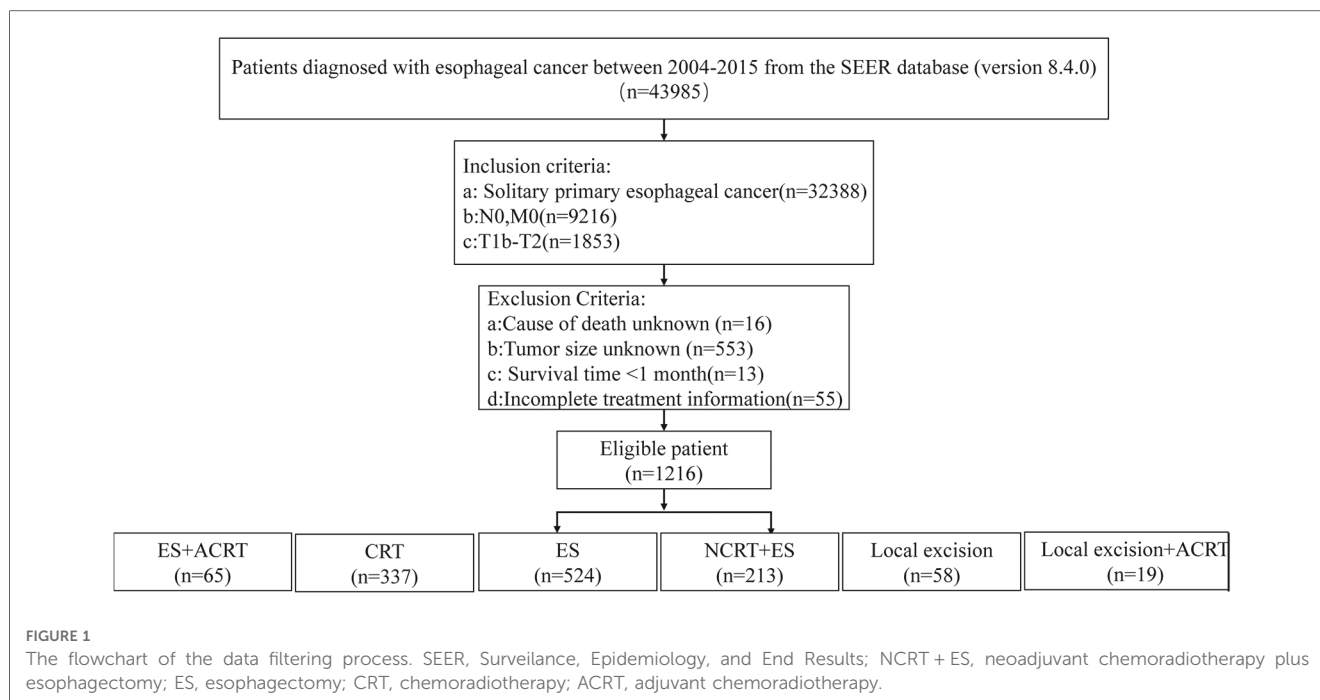 Patients diagnosed with esophageal cancer between 2004-2015 from the SEER database (version 8.4.0)
(n=43985)
Inclusion criteria:
a: Solitary primary esophageal cancer(n=32388)
b:N0,M0(n=9216)
c:T1b-T2(n=1853)
Exclusion Criteria:
a:Cause of death unknown (n=16)
b:Tumor size unknown (n=553)
c: Survival time <1 month(n=13)
d:Incomplete treatment information(n=55)
Eligible patient
(n=1216)
ES+ACRT
(n=65)
CRT
(n=337)
ES
(n=524)
NCRT+ES
(n=213)
Local excision
(n=58)
Local excision+ACRT
(n=19)
FIGURE 1
The flowchart of the data filtering process. SEER, Surveilance, Epidemiology, and End Results; NCRT + ES, neoadjuvant chemoradiotherapy plus
esophagectomy; ES, esophagectomy; CRT, chemoradiotherapy; ACRT, adjuvant chemoradiotherapy.